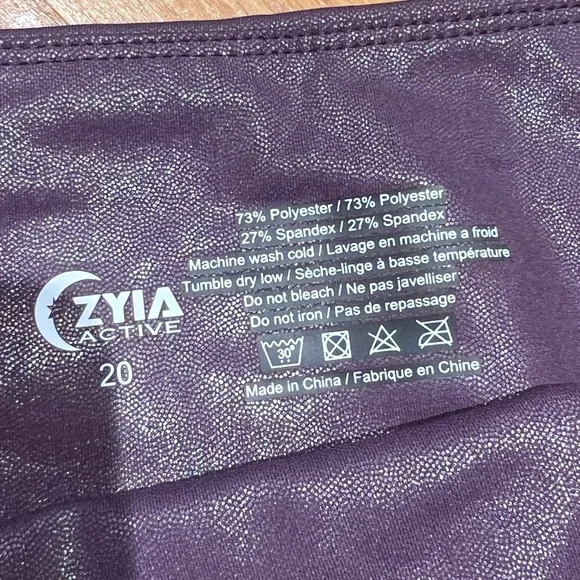 73% Polyester / 73% Polyester
27% Spandex / 27% Spandex
Machine wash cold / Lavage en machine a froid
Tumble dry low / Sèche-linge à basse température
Do not bleach / Ne pas javelliser
Do not iron / Pas de repassage
30°
Made in China / Fabrique en Chine
ZYIA
ACTIVE
20